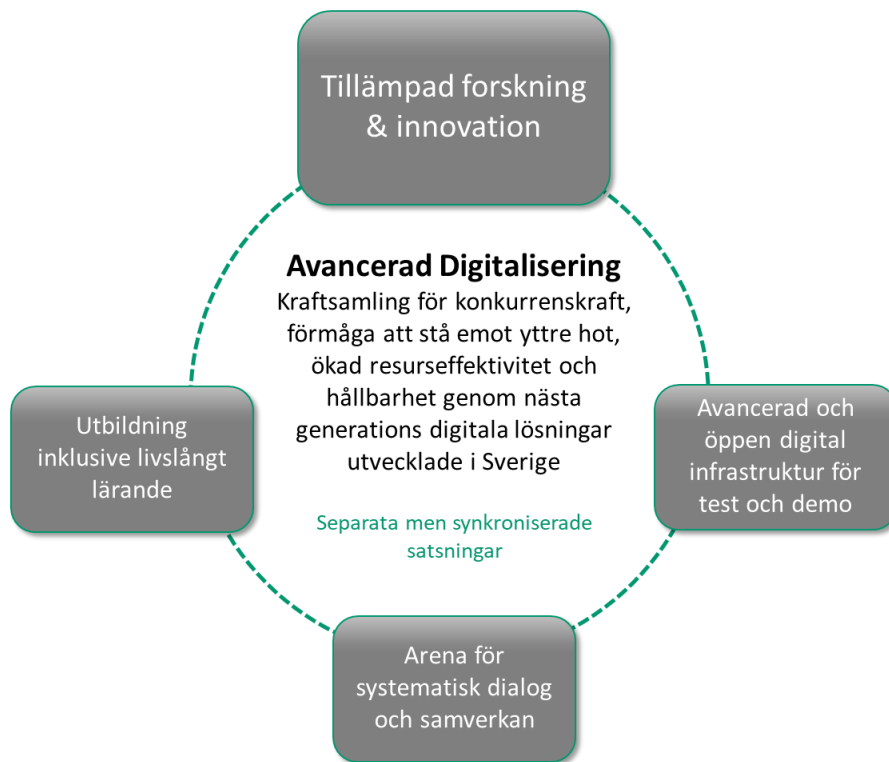 Tillämpad forskning
& innovation
Avancerad Digitalisering
Kraftsamling för konkurrenskraft,
förmåga att stå emot yttre hot,
ökad resurseffektivitet och
hållbarhet genom nästa
generations digitala lösningar
utvecklade i Sverige
Separata men synkroniserade
satsningar
Utbildning
inklusive livslångt
lärande
Avancerad och
öppen digital
infrastruktur för
test och demo
Arena för
systematisk dialog
och samverkan